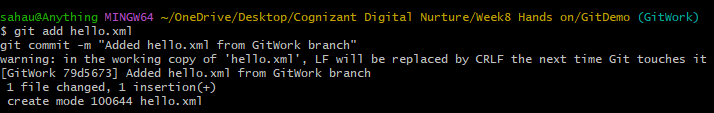 sahau@Anything MINGW64 ~/OneDrive/Desktop/Cognizant Digital Nurture/Week8 Hands on/GitDemo (GitWork)
$ git add hello.xml
git commit -m "Added hello.xml from GitWork branch"
warning: in the working copy of 'hello.xml', LF will be replaced by CRLF the next time Git touches it
[GitWork 79d5673] Added hello.xml from GitWork branch
 1 file changed, 1 insertion(+)
 create mode 100644 hello.xml